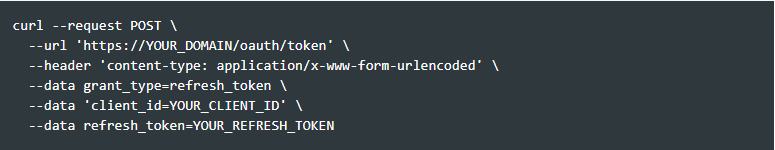 curl --request POST \
--url 'https://YOUR_DOMAIN/oauth/token' \
--header 'content-type: application/x-www-form-urlencoded' \
--data grant_type=refresh_token \
--data 'client_id=YOUR_CLIENT_ID' \
--data refresh_token=YOUR_REFRESH_TOKEN